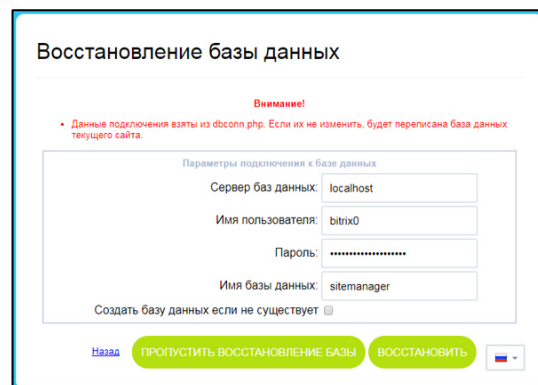 Восстановление базы данных
Внимание!
• Данные подключения взяты из dbconn.php. Если их не изменить, будет переписана база данных
текущего сайта.
Параметры подключения к базе данных
Сервер баз данных: localhost
Имя пользователя: bitrix0
Пароль: ••••••••••••••••••••
Имя базы данных: sitemanager
Создать базу данных если не существует
Назад ПРОПУСТИТЬ ВОССТАНОВЛЕНИЕ БАЗЫ ВОССТАНОВИТЬ